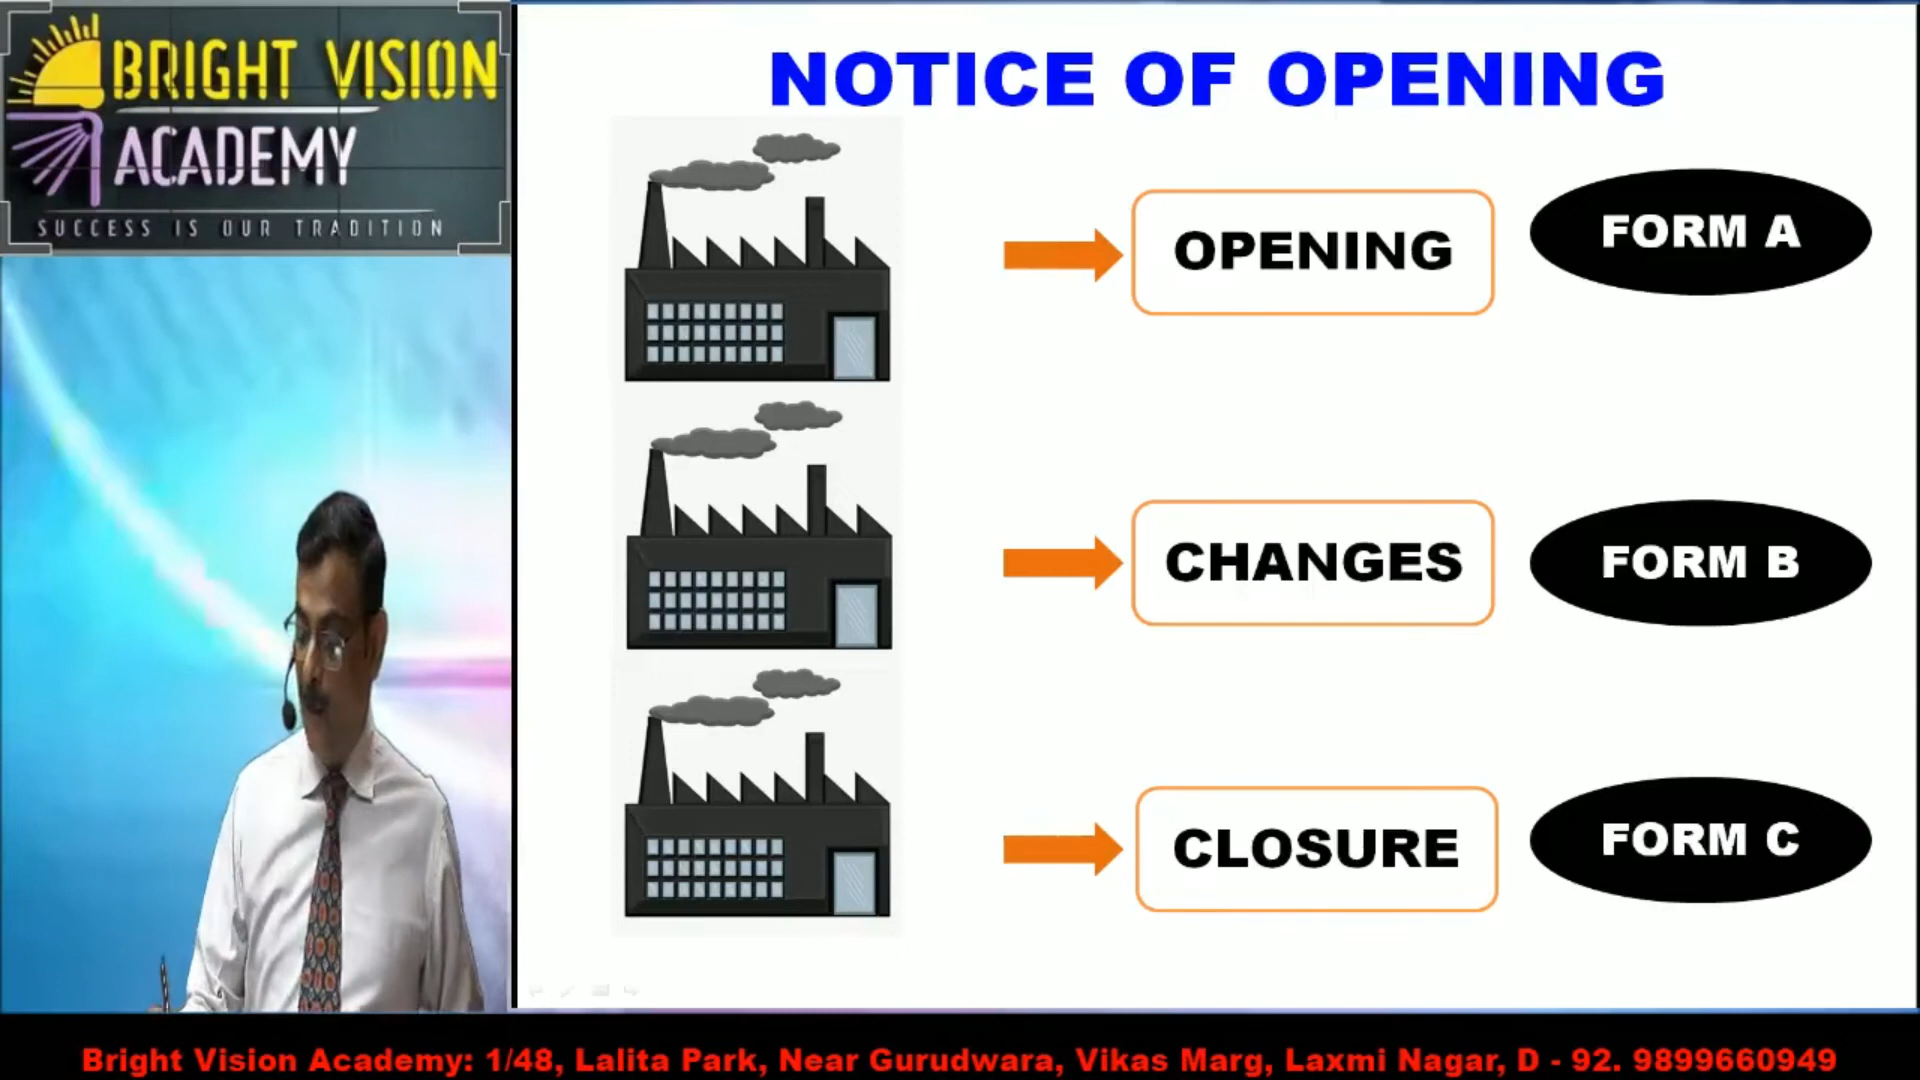 BRIGHT VISION
ACADEMY
SUCCESS IS OUR TRADITION
NOTICE OF OPENING
OPENING
FORM A
CHANGES
FORM B
CLOSURE
FORM C
Bright Vision Academy: 1/48, Lalita Park, Near Gurudwara, Vikas Marg, Laxmi Nagar, D - 92. 9899660949